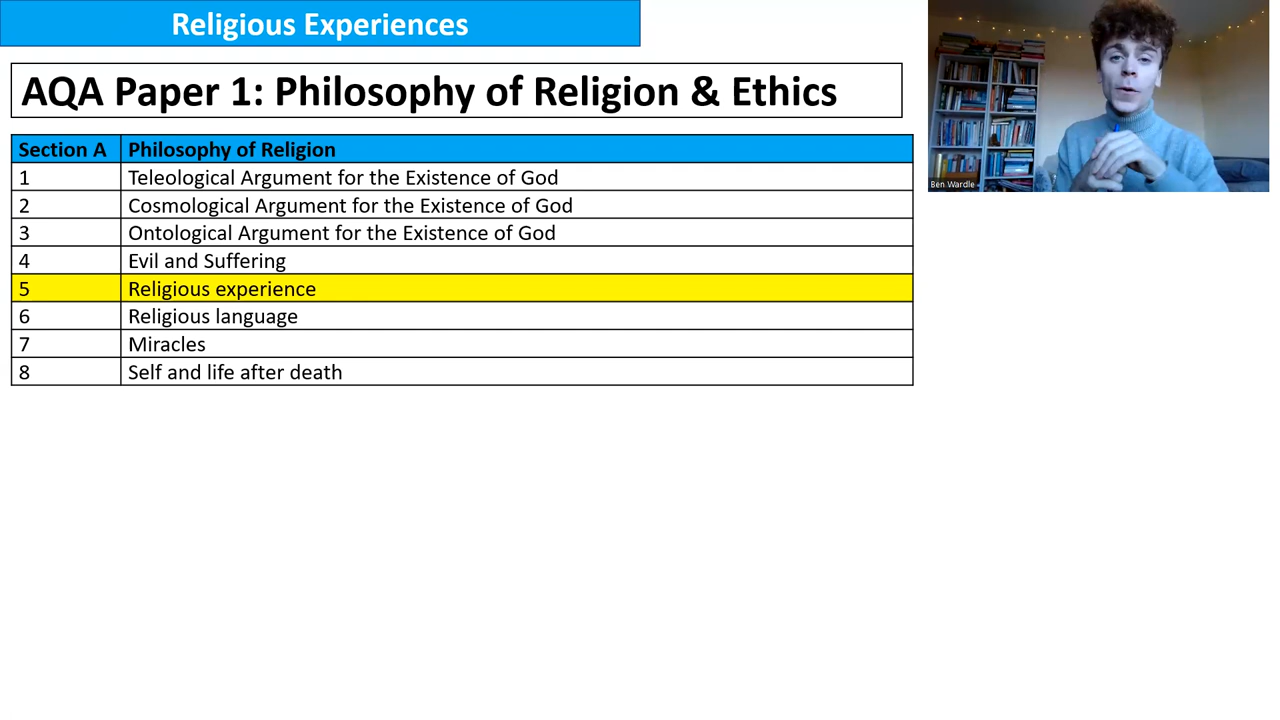 Religious Experiences
AQA Paper 1: Philosophy of Religion & Ethics
Section A Philosophy of Religion
1 Teleological Argument for the Existence of God
2 Cosmological Argument for the Existence of God
3 Ontological Argument for the Existence of God
4 Evil and Suffering
5 Religious experience
6 Religious language
7 Miracles
8 Self and life after death
Ben Wardle